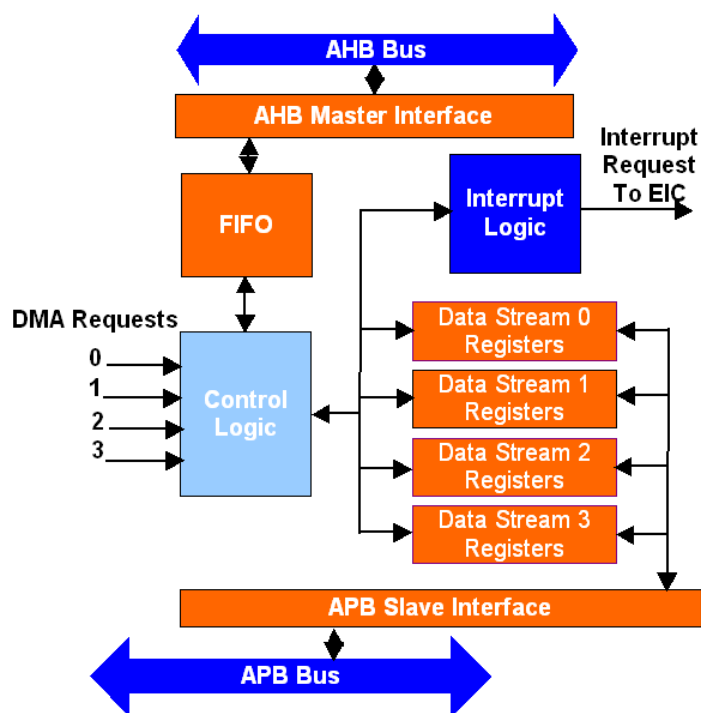 AHB Bus
AHB Master Interface
Interrupt
Request
To EIC
Interrupt
Logic
FIFO
DMA Requests
0
1
2
3
Control
Logic
Data Stream 0
Registers
Data Stream 1
Registers
Data Stream 2
Registers
Data Stream 3
Registers
APB Slave Interface
APB Bus